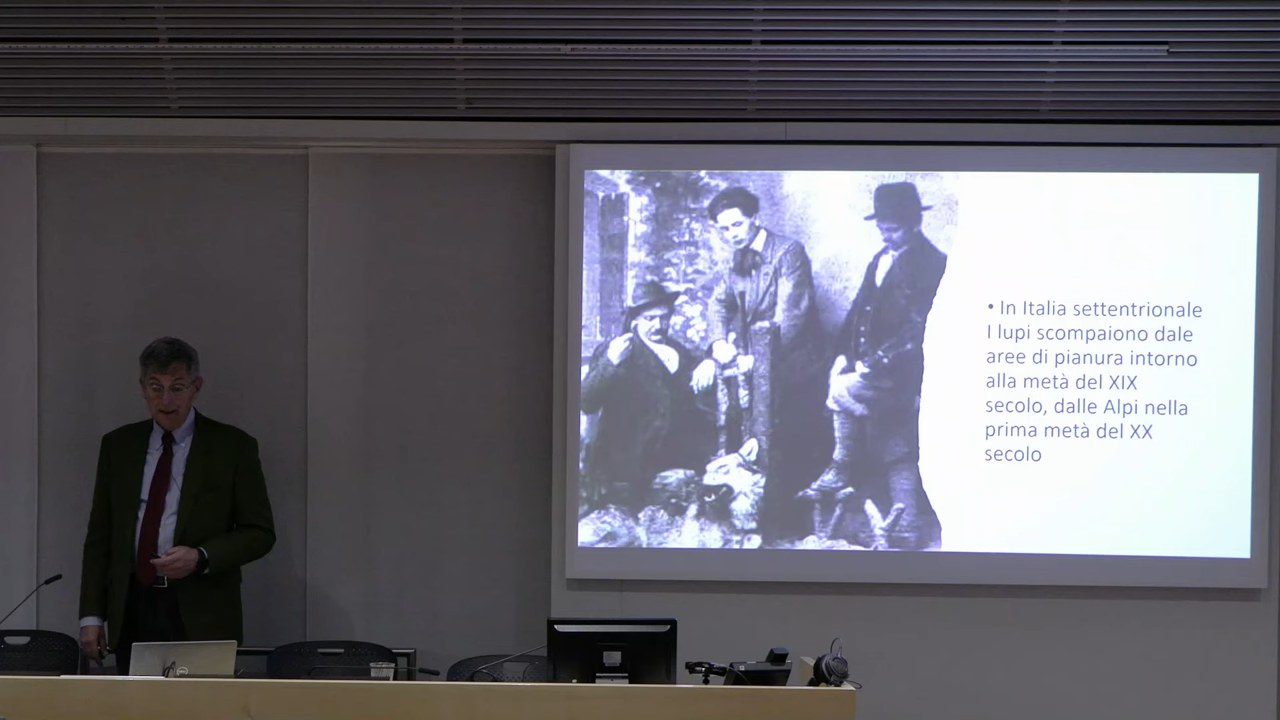 • In Italia settentrionale
I lupi scompaiono dale
aree di pianura intorno
alla metà del XIX
secolo, dalle Alpi nella
prima metà del XX
secolo